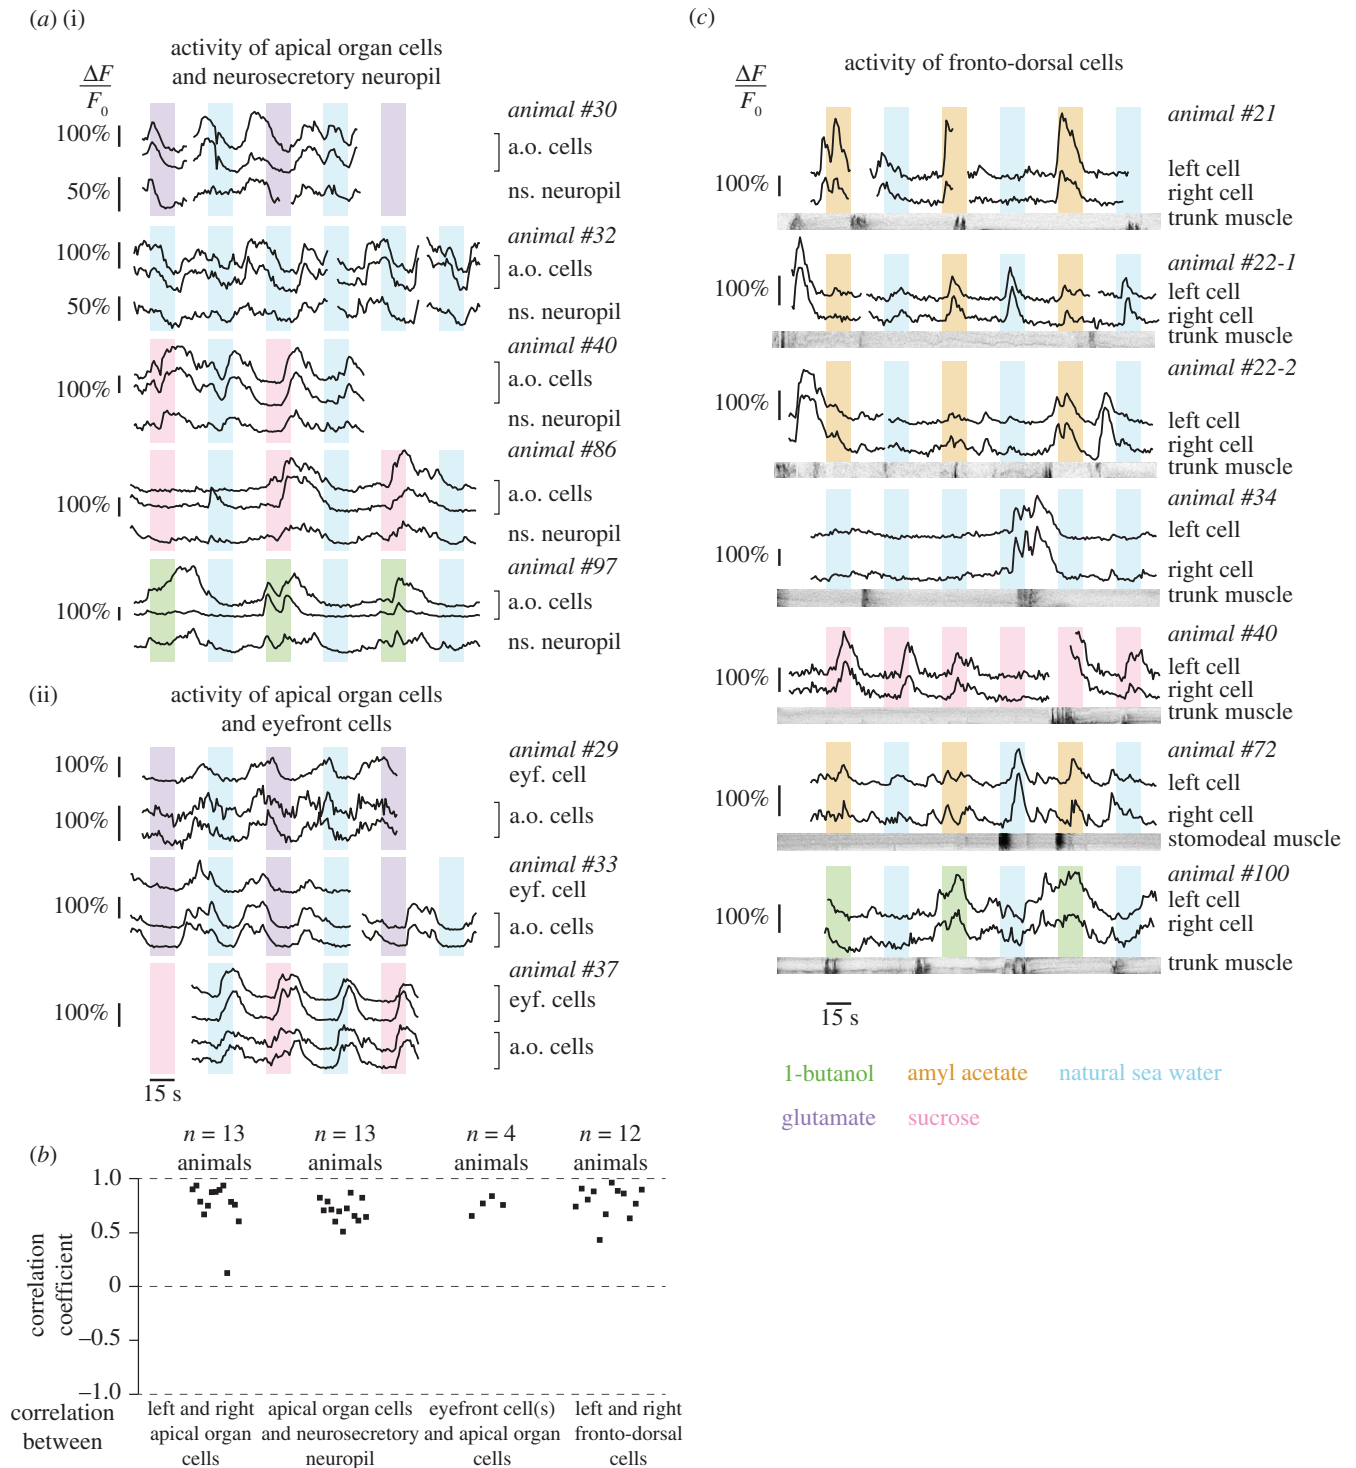 (a) (i)
activity of apical organ cells
and neurosecretory neuropil
ΔF
F0
animal #30
100%
a.o. cells
50%
ns. neuropil
animal #32
100%
a.o. cells
50%
ns. neuropil
animal #40
100%
a.o. cells
ns. neuropil
animal #86
a.o. cells
100%
ns. neuropil
animal #97
a.o. cells
100%
ns. neuropil
(ii)
activity of apical organ cells
and eyefront cells
animal #29
100%
eyf. cell
100%
a.o. cells
animal #33
eyf. cell
100%
a.o. cells
animal #37
eyf. cells
100%
a.o. cells
15 s
(b)
n = 13
animals
n = 13
animals
n = 4
animals
n = 12
animals
1.0
0.5
0
–0.5
–1.0
correlation
coefficient
correlation
between
left and right
apical organ
cells
apical organ cells
and neurosecretory
neuropil
eyefront cell(s)
and apical organ
cells
left and right
fronto-dorsal
cells
(c)
activity of fronto-dorsal cells
ΔF
F0
animal #21
left cell
100%
right cell
trunk muscle
animal #22-1
100%
left cell
right cell
trunk muscle
animal #22-2
100%
left cell
right cell
trunk muscle
animal #34
left cell
100%
right cell
trunk muscle
animal #40
left cell
100%
right cell
trunk muscle
animal #72
left cell
100%
right cell
stomodeal muscle
animal #100
left cell
100%
right cell
trunk muscle
15 s
1-butanol amyl acetate natural sea water
glutamate sucrose